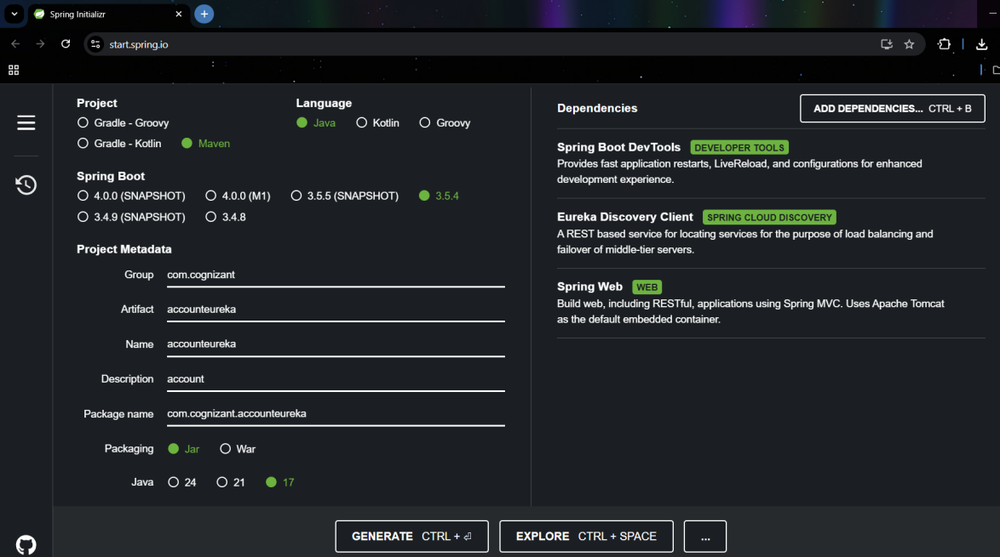 Spring Initializr
start.spring.io
Project
Gradle - Groovy
Gradle - Kotlin Maven
Language
Java Kotlin Groovy
Spring Boot
4.0.0 (SNAPSHOT) 4.0.0 (M1) 3.5.5 (SNAPSHOT) 3.5.4
3.4.9 (SNAPSHOT) 3.4.8
Project Metadata
Group com.cognizant
Artifact accounteureka
Name accounteureka
Description account
Package name com.cognizant.accounteureka
Packaging Jar War
Java 24 21 17
Dependencies
ADD DEPENDENCIES... CTRL + B
Spring Boot DevTools DEVELOPER TOOLS
Provides fast application restarts, LiveReload, and configurations for enhanced
development experience.
Eureka Discovery Client SPRING CLOUD DISCOVERY
A REST based service for locating services for the purpose of load balancing and
failover of middle-tier servers.
Spring Web WEB
Build web, including RESTful, applications using Spring MVC. Uses Apache Tomcat
as the default embedded container.
GENERATE CTRL + ⏎
EXPLORE CTRL + SPACE
...